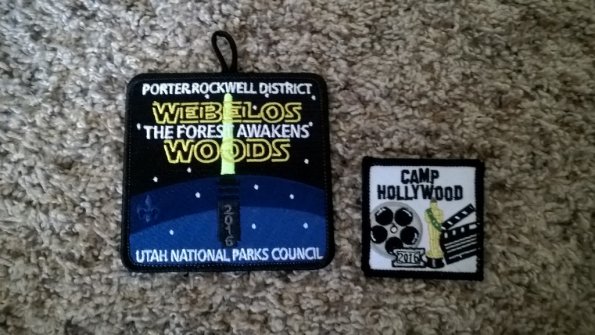 PORTER ROCKWELL DISTRICT
WEBELOS
'THE FOREST AWAKENS'
WOODS
2016
UTAH NATIONAL PARKS COUNCIL
CAMP
HOLLYWOOD
2016